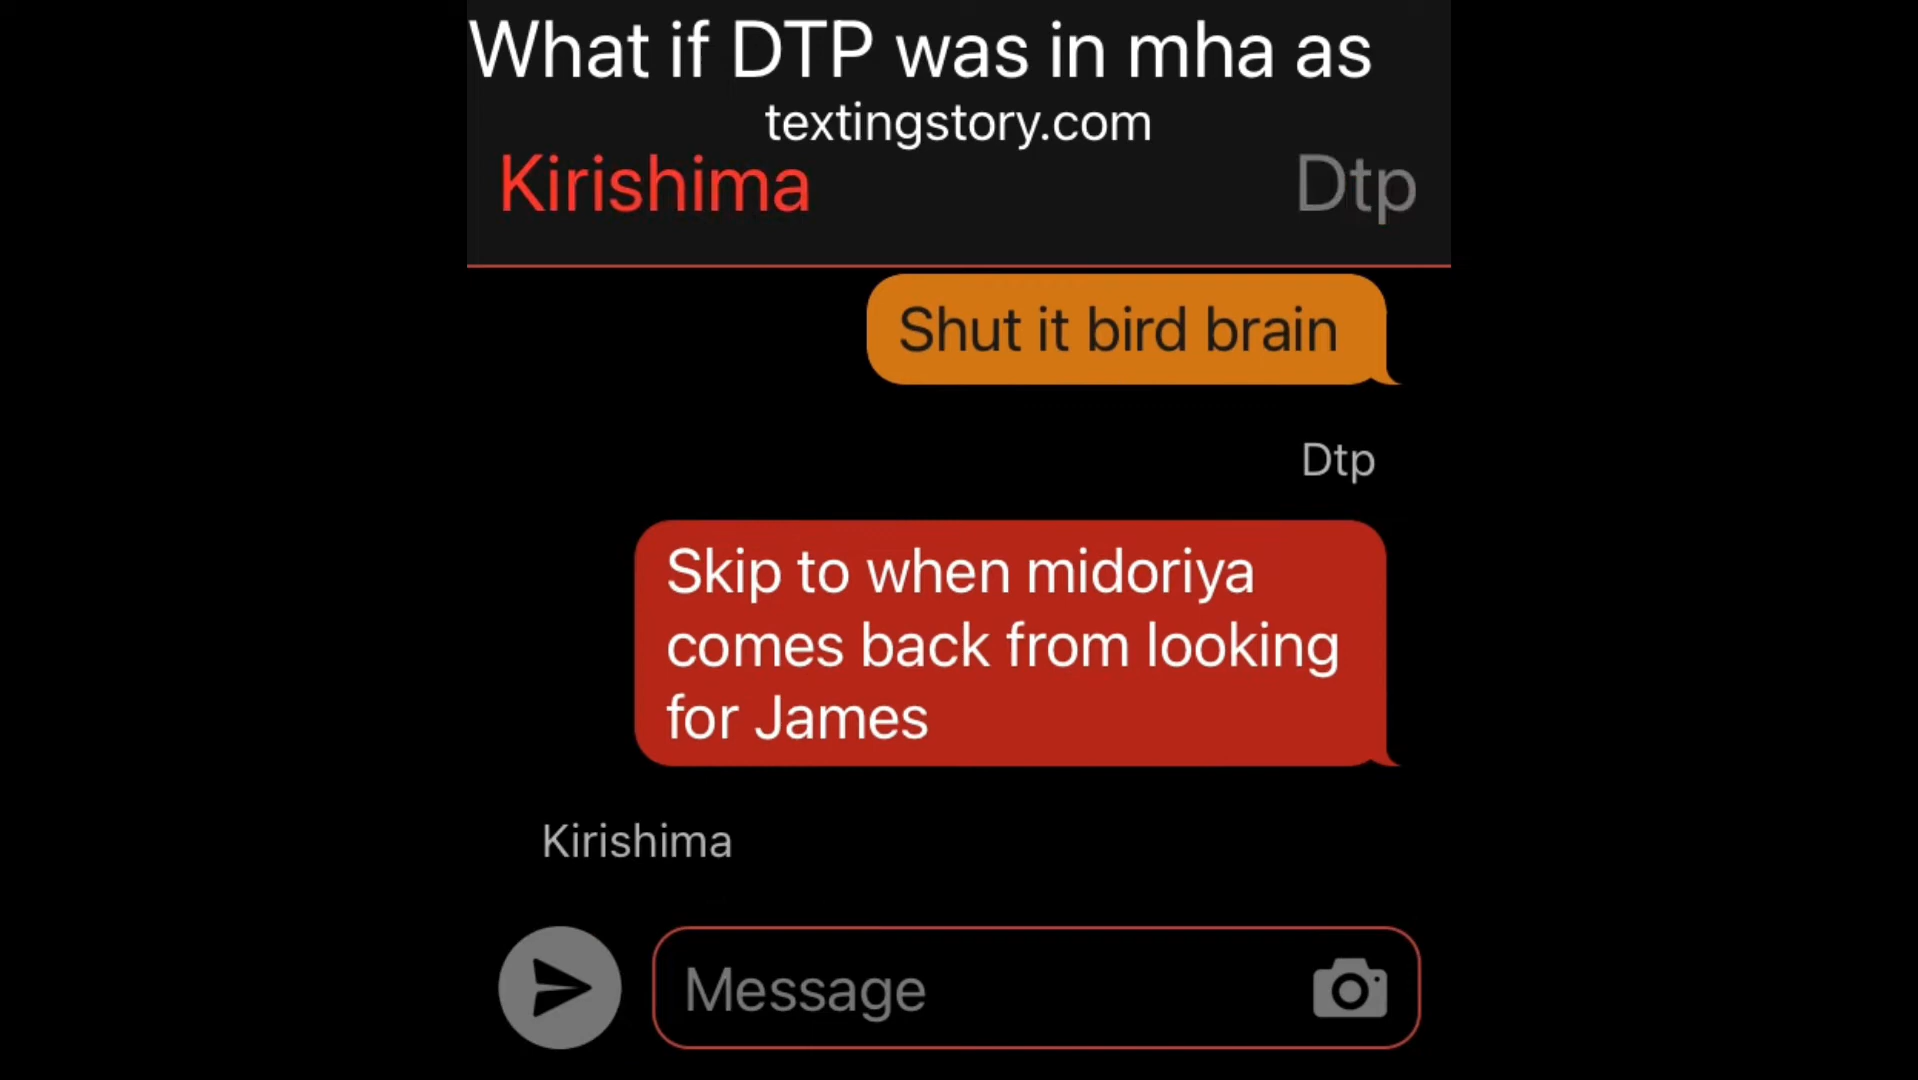 What if DTP was in mha as
textingstory.com
Kirishima
Dtp
Shut it bird brain
Dtp
Skip to when midoriya
comes back from looking
for James
Kirishima
Message